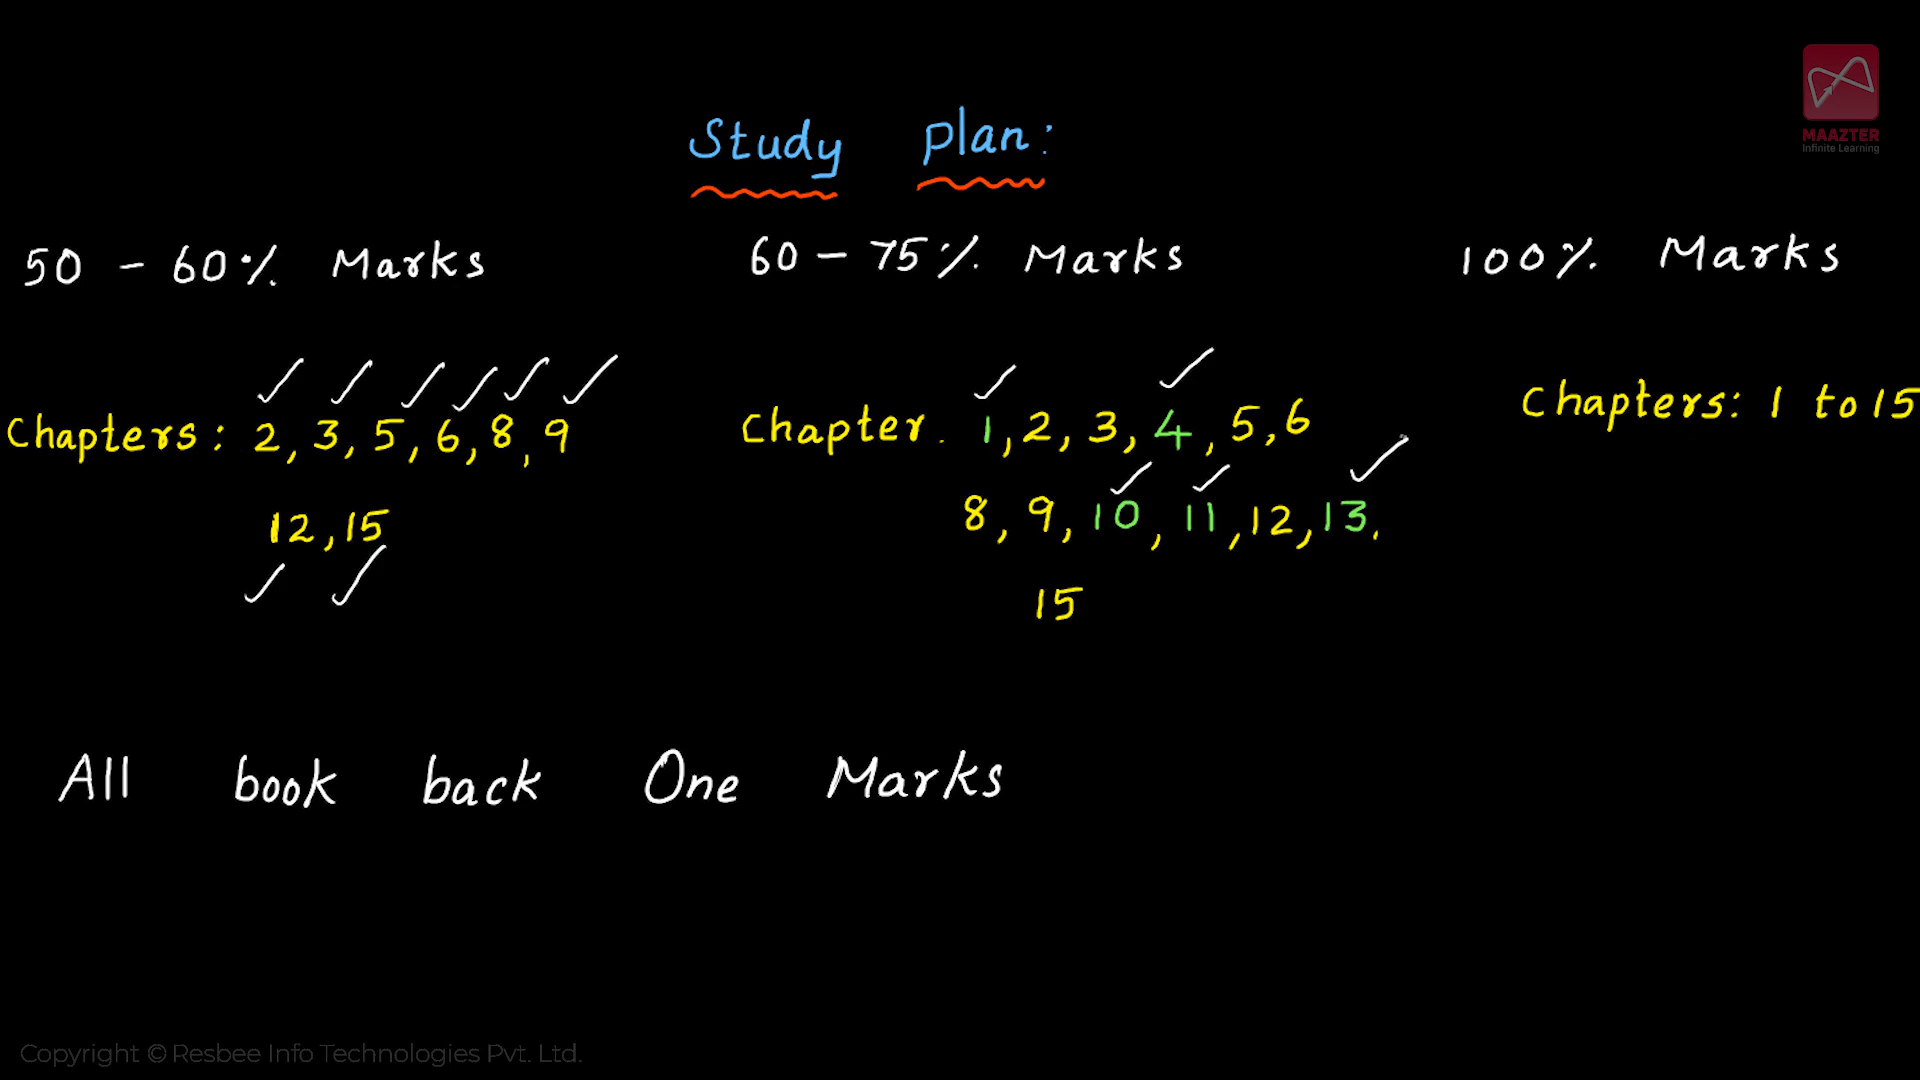 MAAZTER
Infinite Learning
Study Plan:
50 - 60% Marks
Chapters: 2, 3, 5, 6, 8, 9
12, 15
60 - 75% Marks
Chapter. 1, 2, 3, 4, 5, 6
8, 9, 10, 11, 12, 13.
15
100% Marks
Chapters: 1 to 15
All book back One Marks
Copyright © Resbee Info Technologies Pvt. Ltd.